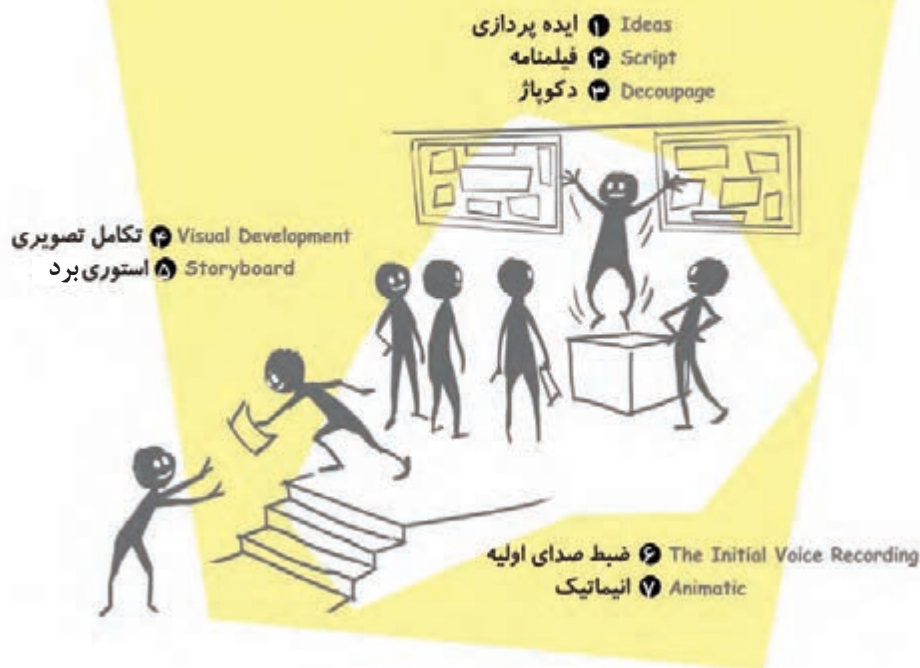 ایده پردازی ۱ Ideas
فیلمنامه ۲ Script
دکوپاژ ۳ Decoupage
تکامل تصویری ۴ Visual Development
استوری برد ۵ Storyboard
ضبط صدای اولیه ۶ The Initial Voice Recording
انیماتیک ۷ Animatic